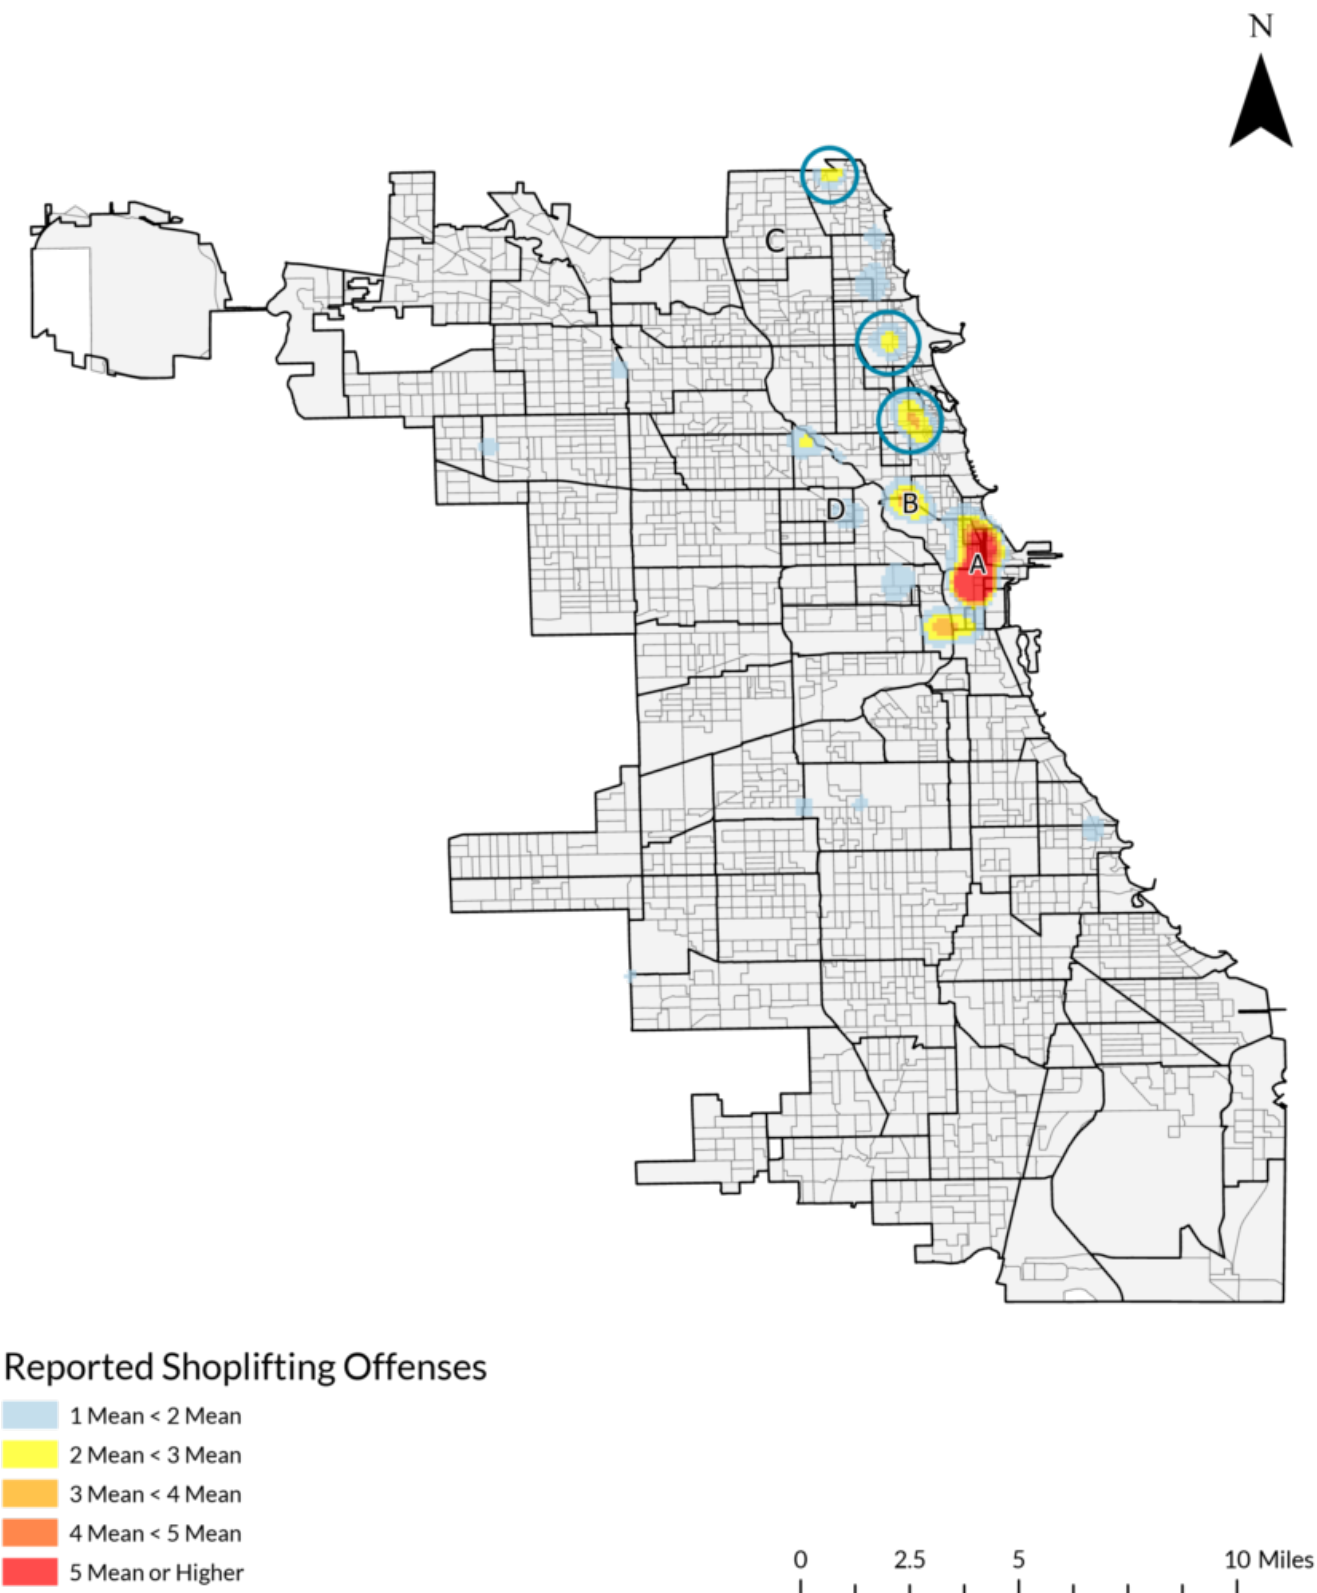 N
C
D
B
A
Reported Shoplifting Offenses
1 Mean < 2 Mean
2 Mean < 3 Mean
3 Mean < 4 Mean
4 Mean < 5 Mean
5 Mean or Higher
0 2.5 5 10 Miles